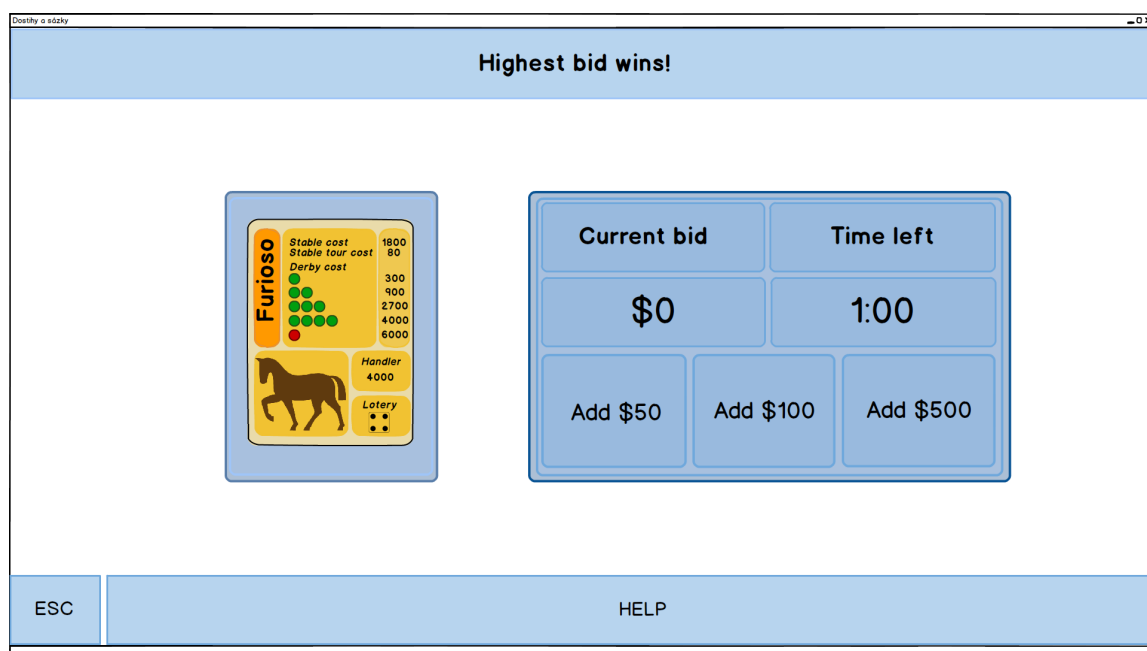 Dostihy a sázky
Highest bid wins!
Furioso
Stable cost 1800
Stable tour cost 80
Derby cost
300
900
2700
4000
6000
Handler
4000
Lotery
Current bid
Time left
$0
1:00
Add $50
Add $100
Add $500
ESC
HELP